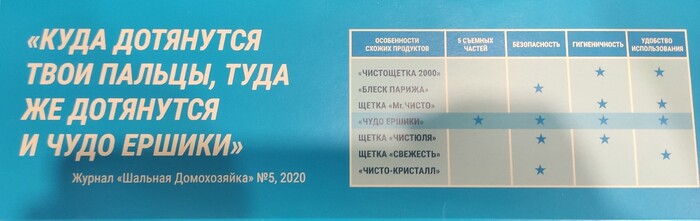 «КУДА ДОТЯНУТСЯ
ТВОИ ПАЛЬЦЫ, ТУДА
ЖЕ ДОТЯНУТСЯ
И ЧУДО ЕРШИКИ»
Журнал «Шальная Домохозяйка» №5, 2020
ОСОБЕННОСТИ СХОЖИХ ПРОДУКТОВ
5 СЪЕМНЫХ ЧАСТЕЙ
БЕЗОПАСНОСТЬ
ГИГИЕНИЧНОСТЬ
УДОБСТВО ИСПОЛЬЗОВАНИЯ
«ЧИСТОЩЕТКА 2000» ★ ★
«БЛЕСК ПАРИЖА» ★
ЩЕТКА «Mr.ЧИСТО» ★ ★
«ЧУДО ЕРШИКИ» ★ ★ ★ ★
ЩЕТКА «ЧИСТЮЛЯ» ★ ★
ЩЕТКА «СВЕЖЕСТЬ» ★
«ЧИСТО-КРИСТАЛЛ» ★